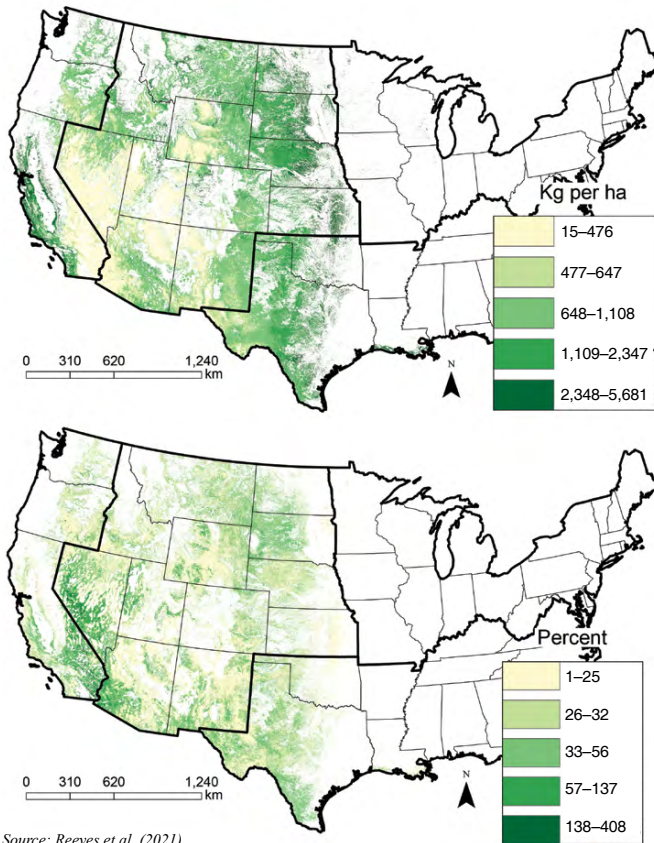 Kg per ha
15–476
477–647
648–1,108
1,109–2,347
2,348–5,681
0 310 620 1,240
km
N
Percent
1–25
26–32
33–56
57–137
138–408
0 310 620 1,240
km
N
Source: Reeves et al. (2021)